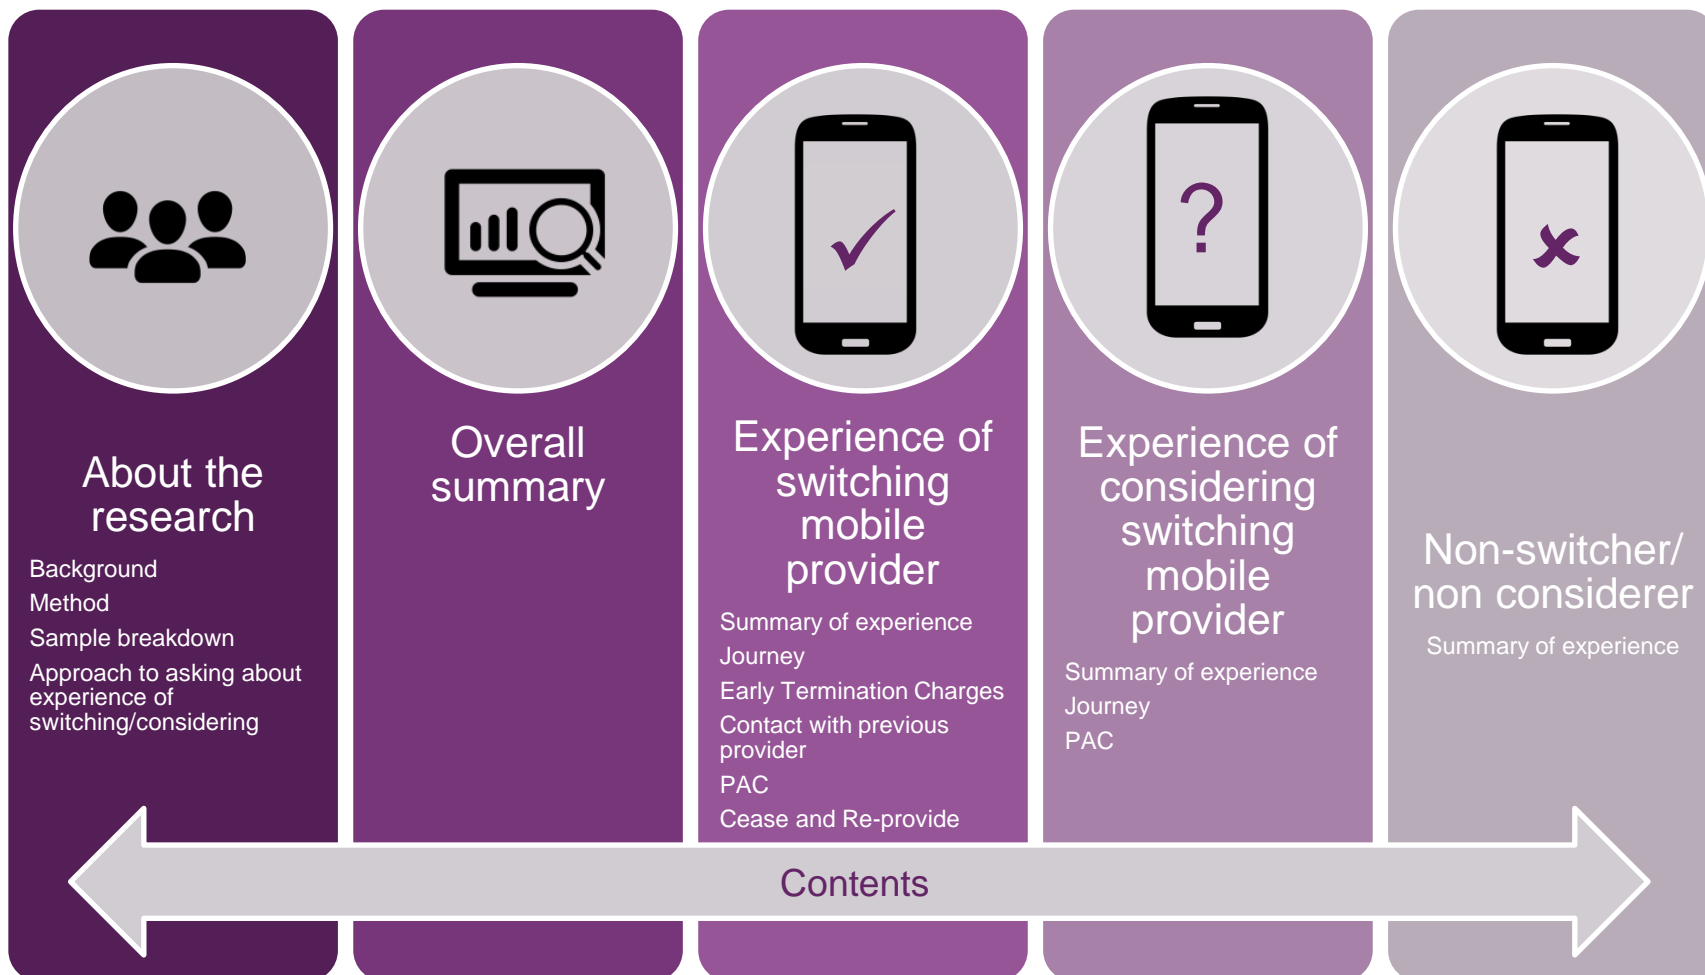 About the
research
Background
Method
Sample breakdown
Approach to asking about
experience of
switching/considering
Overall
summary
Experience of
switching
mobile
provider
Summary of experience
Journey
Early Termination Charges
Contact with previous
provider
PAC
Cease and Re-provide
?
Experience of
considering
switching
mobile
provider
Summary of experience
Journey
PAC
Non-switcher/
non considerer
Summary of experience
Contents